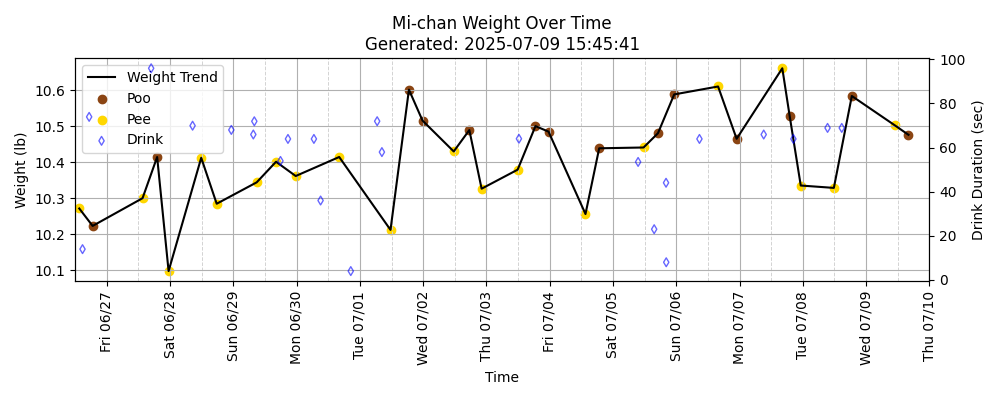 Mi-chan Weight Over Time
Generated: 2025-07-09 15:45:41
Weight Trend
Poo
Pee
Drink
Weight (lb)
10.6
10.5
10.4
10.3
10.2
10.1
Drink Duration (sec)
100
80
60
40
20
0
Fri 06/27
Sat 06/28
Sun 06/29
Mon 06/30
Tue 07/01
Wed 07/02
Thu 07/03
Fri 07/04
Sat 07/05
Sun 07/06
Mon 07/07
Tue 07/08
Wed 07/09
Thu 07/10
Time